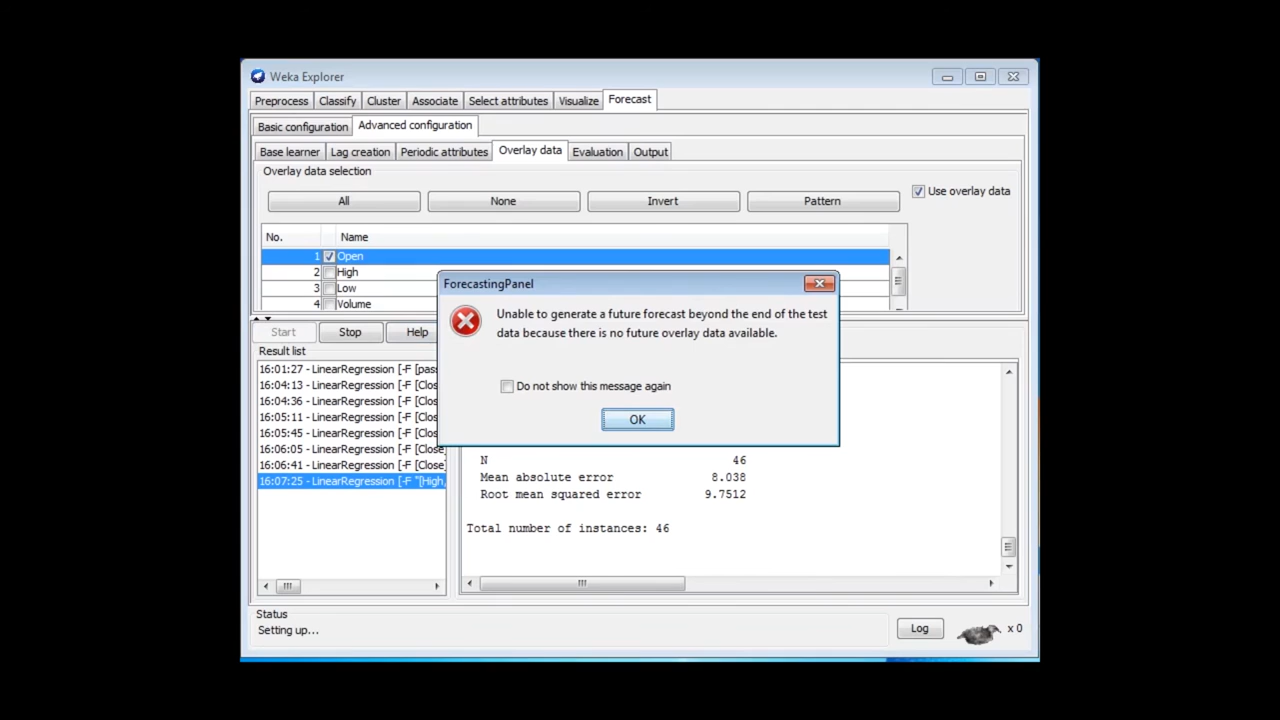 Weka Explorer
Preprocess Classify Cluster Associate Select attributes Visualize Forecast
Basic configuration Advanced configuration
Base learner Lag creation Periodic attributes Overlay data Evaluation Output
Overlay data selection
All None Invert Pattern Use overlay data
No. Name
1 Open
2 High
3 Low
4 Volume
ForecastingPanel
Unable to generate a future forecast beyond the end of the test
data because there is no future overlay data available.
Do not show this message again
OK
Start Stop Help
Result list
16:01:27 - LinearRegression [-F [pas
16:04:13 - LinearRegression [-F [Clo
16:04:36 - LinearRegression [-F [Clo
16:05:11 - LinearRegression [-F [Clo
16:05:45 - LinearRegression [-F [Clo
16:06:05 - LinearRegression [-F [Close
16:06:41 - LinearRegression [-F [Close]
16:07:25 - LinearRegression [-F "[High,
N 46
Mean absolute error 8.038
Root mean squared error 9.7512
Total number of instances: 46
Status
Setting up...
Log x 0